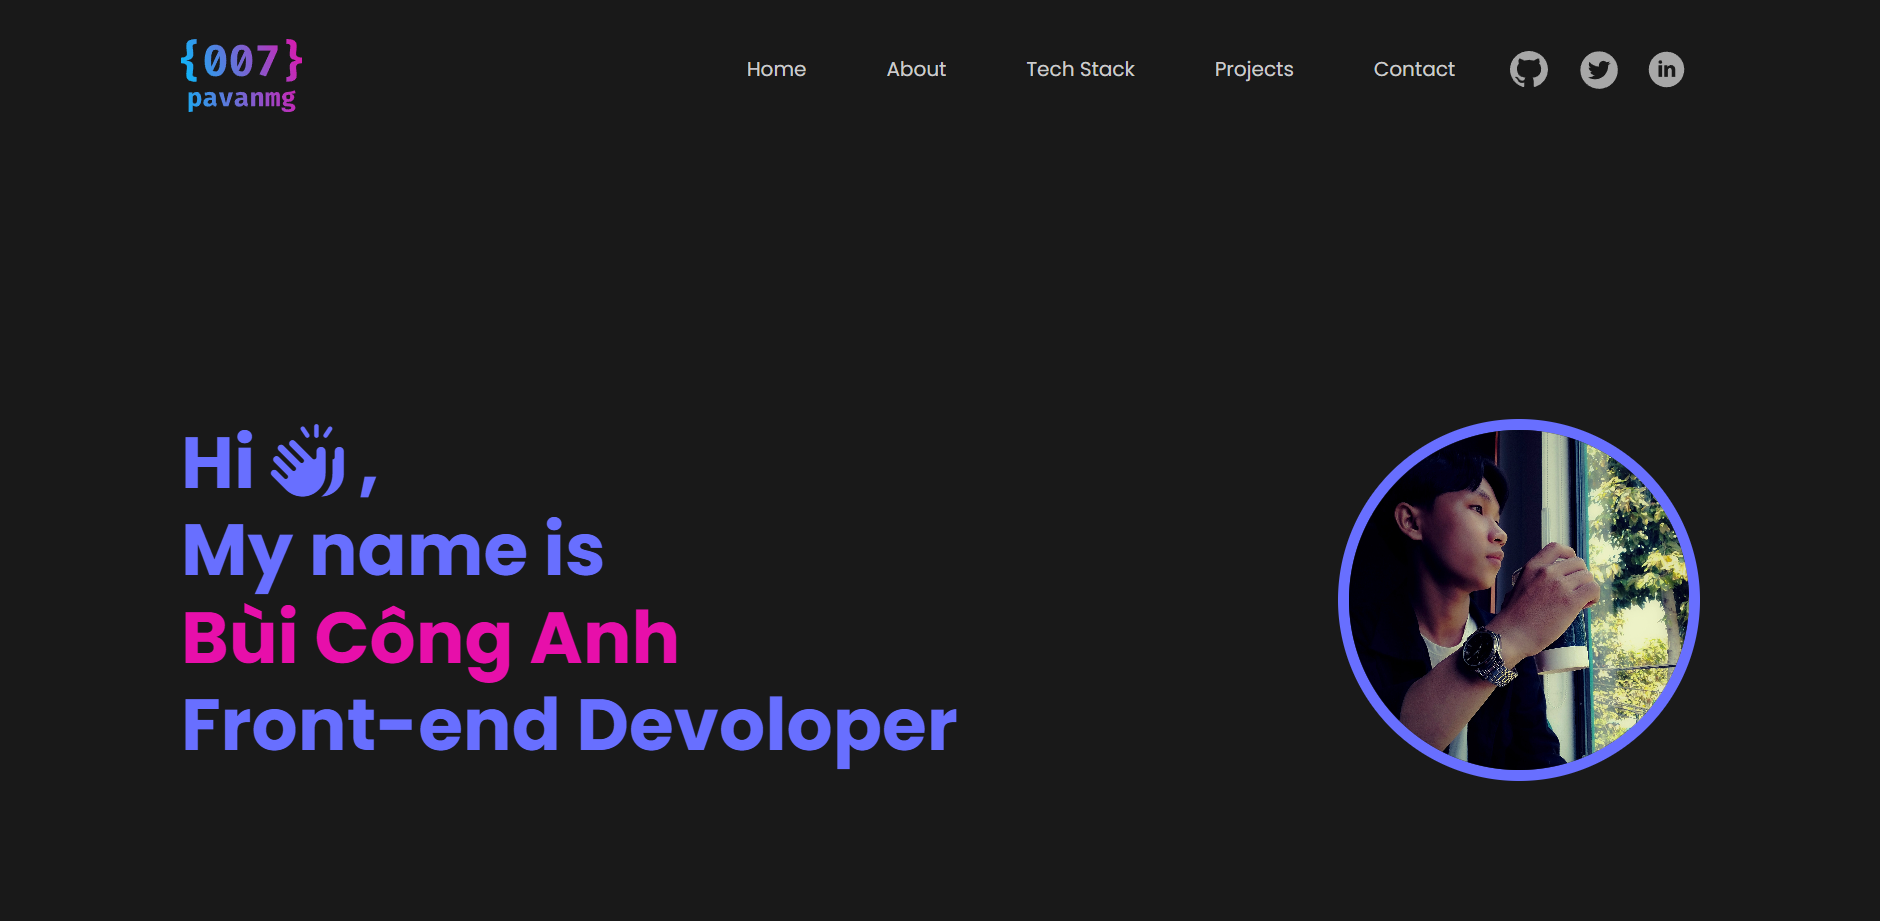 {007}
pavanmg
Home About Tech Stack Projects Contact in
Hi ,
My name is
Bùi Công Anh
Front-end Devoloper